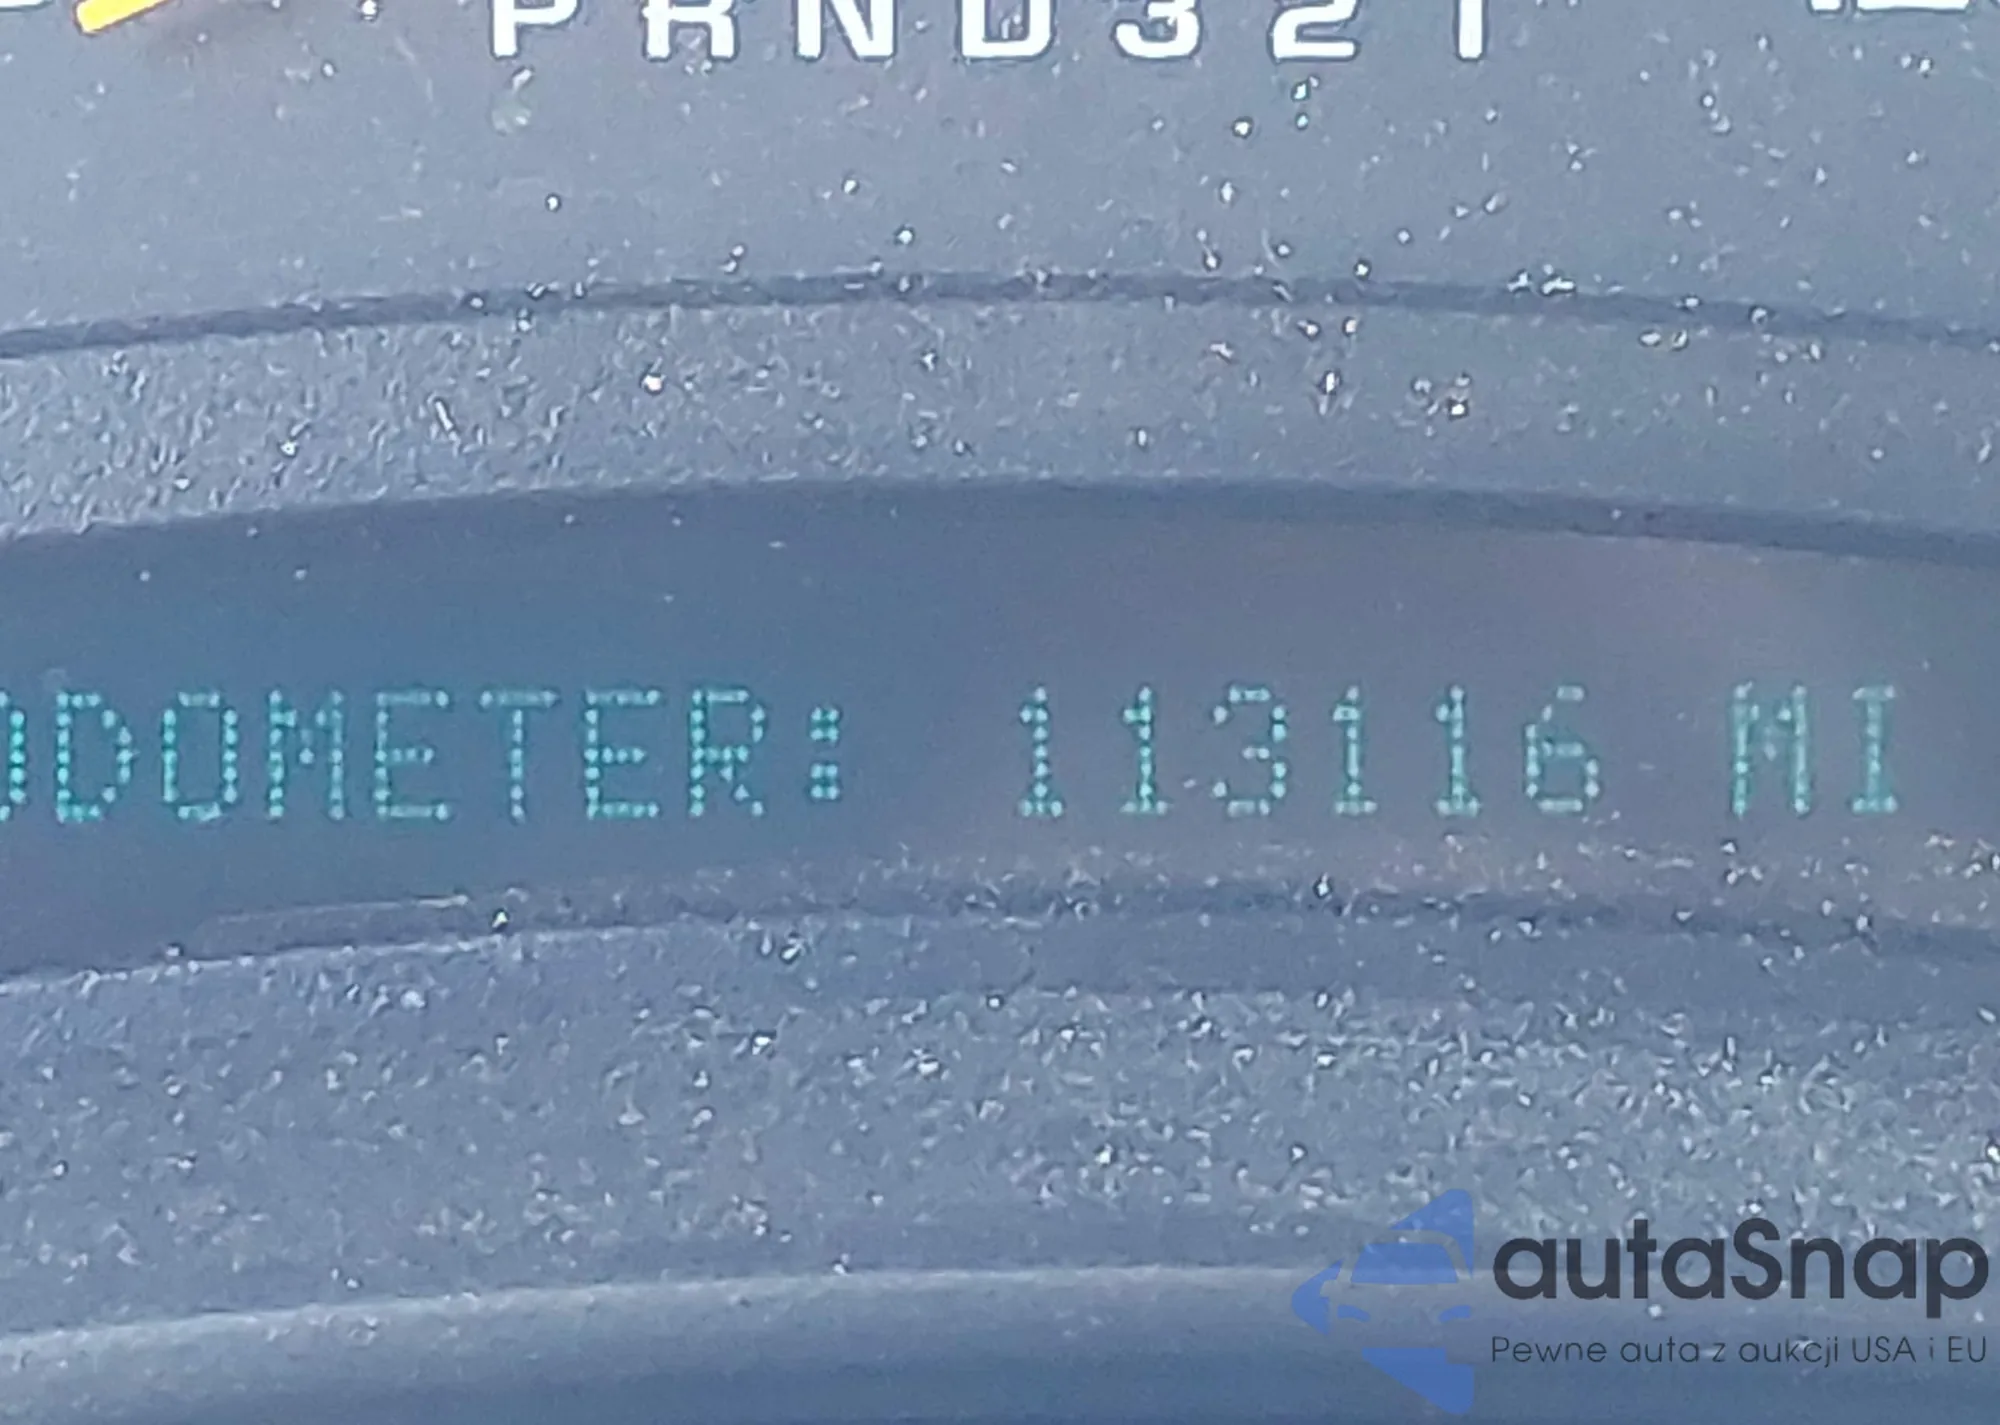 PRND321
ODOMETER: 113116 MI
autaSnap
Pewne auta z aukcji USA i EU